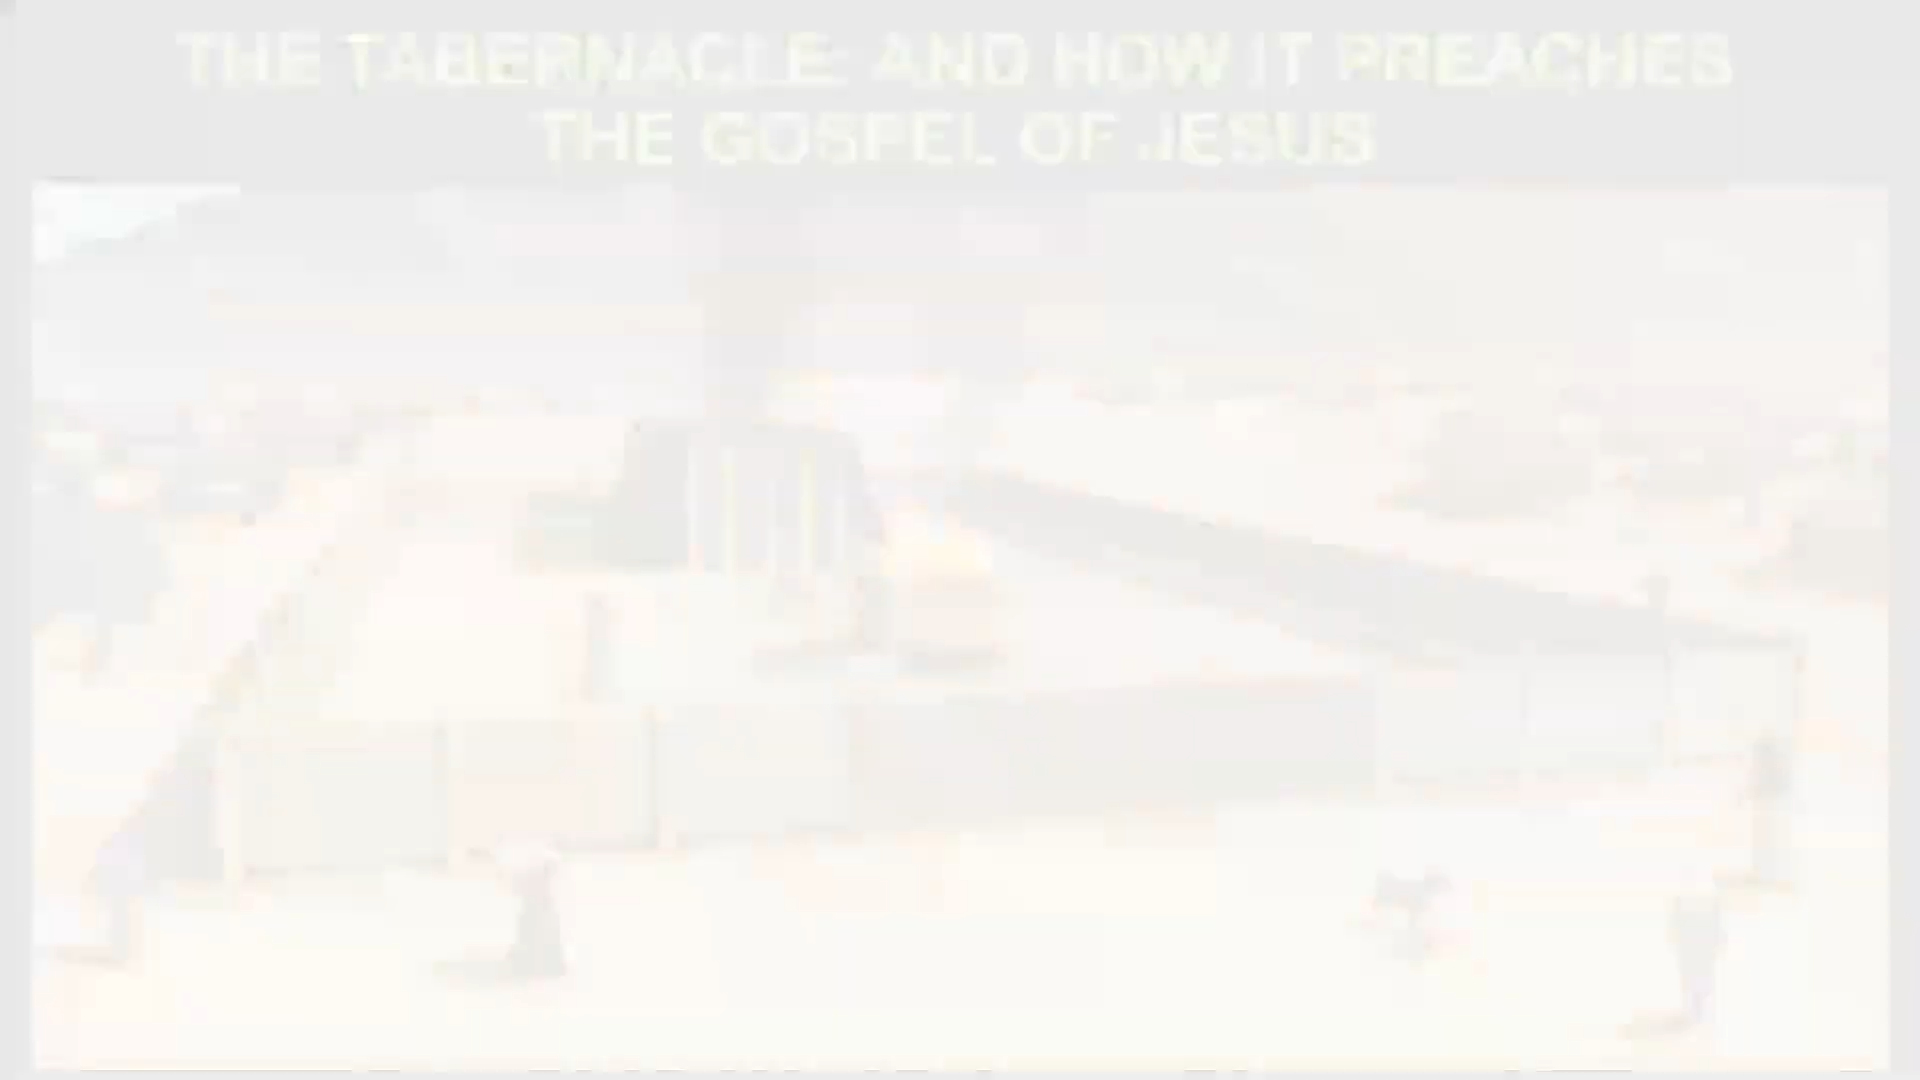 THE TABERNACLE: AND HOW IT PREACHES
THE GOSPEL OF JESUS